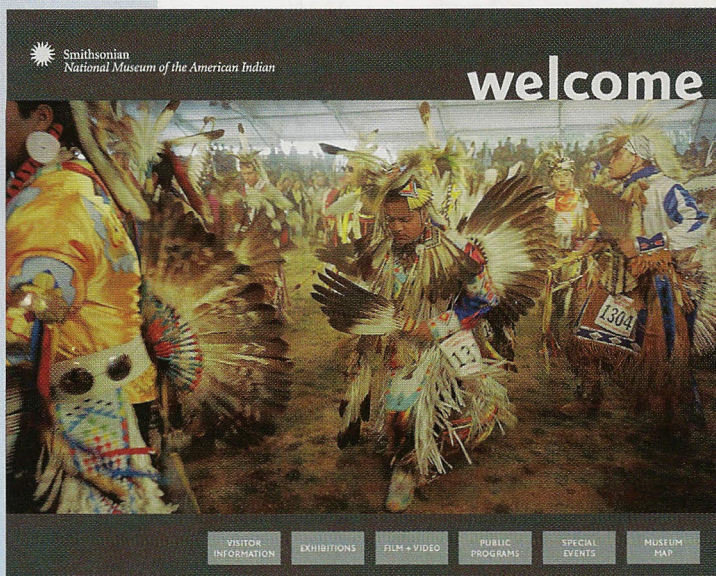 Smithsonian
National Museum of the American Indian
welcome
1304
13
VISITOR
INFORMATION
EXHIBITIONS
FILM + VIDEO
PUBLIC
PROGRAMS
SPECIAL
EVENTS
MUSEUM
MAP